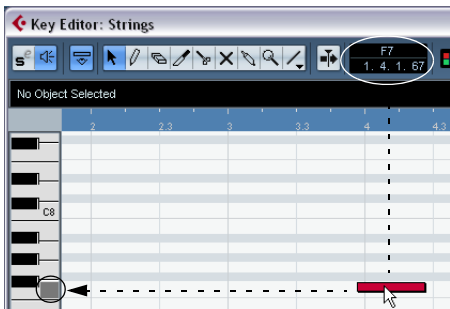 Key Editor: Strings
s
F7
1. 4. 1. 67
No Object Selected
2 2.3 3 3.3 4 4.3
C8